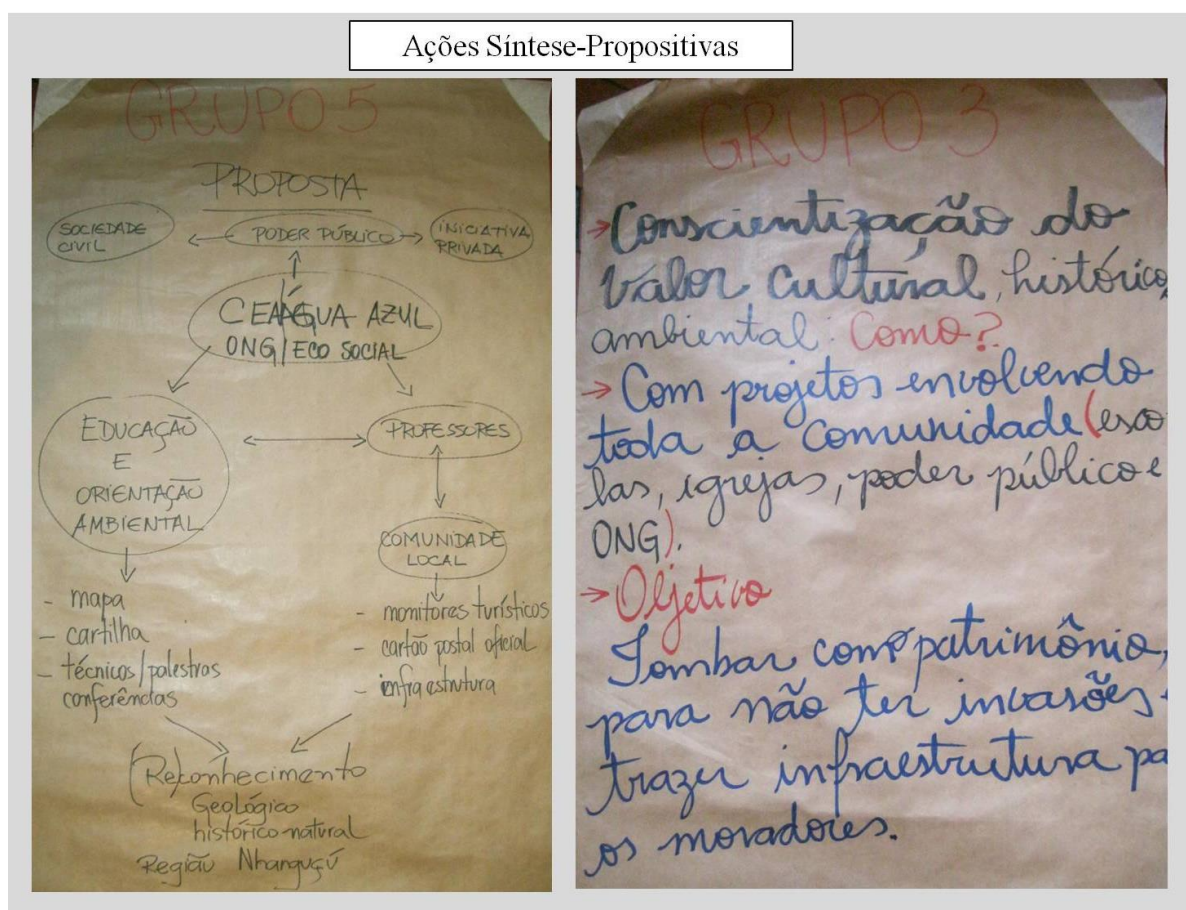 Ações Síntese-Propositivas
GRUPO 5
PROPOSTA
SOCIEDADE
CIVIL
PODER PÚBLICO
INICIATIVA
PRIVADA
CEA ÁGUA AZUL
ONG/ECO SOCIAL
EDUCAÇÃO
E
ORIENTAÇÃO
AMBIENTAL
PROFESSORES
COMUNIDADE
LOCAL
- mapa
- cartilha
- técnicos/palestras
conferências
- monitores turísticos
- cartão postal oficial
- infra estrutura
(Reconhecimento
Geológico
histórico-natural
Região Nhanguçú
GRUPO 3
→ Conscientização do
Valor Cultural, histórico,
ambiental: Como?
→ Com projetos envolvendo
toda a Comunidade (esco
las, igrejas, poder público e
ONG).
→ Objetivo
Tombar como patrimônio,
para não ter invasões.
trazer infraestrutura pa
os moradores.